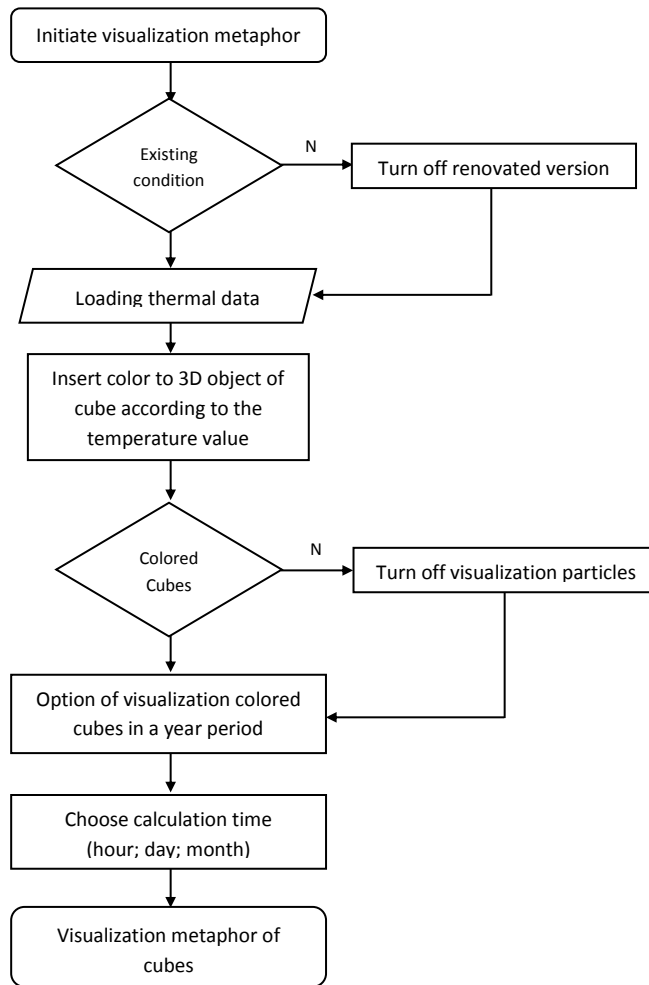 Initiate visualization metaphor
Existing
condition
N
Turn off renovated version
Loading thermal data
Insert color to 3D object of
cube according to the
temperature value
Colored
Cubes
N
Turn off visualization particles
Option of visualization colored
cubes in a year period
Choose calculation time
(hour; day; month)
Visualization metaphor of
cubes